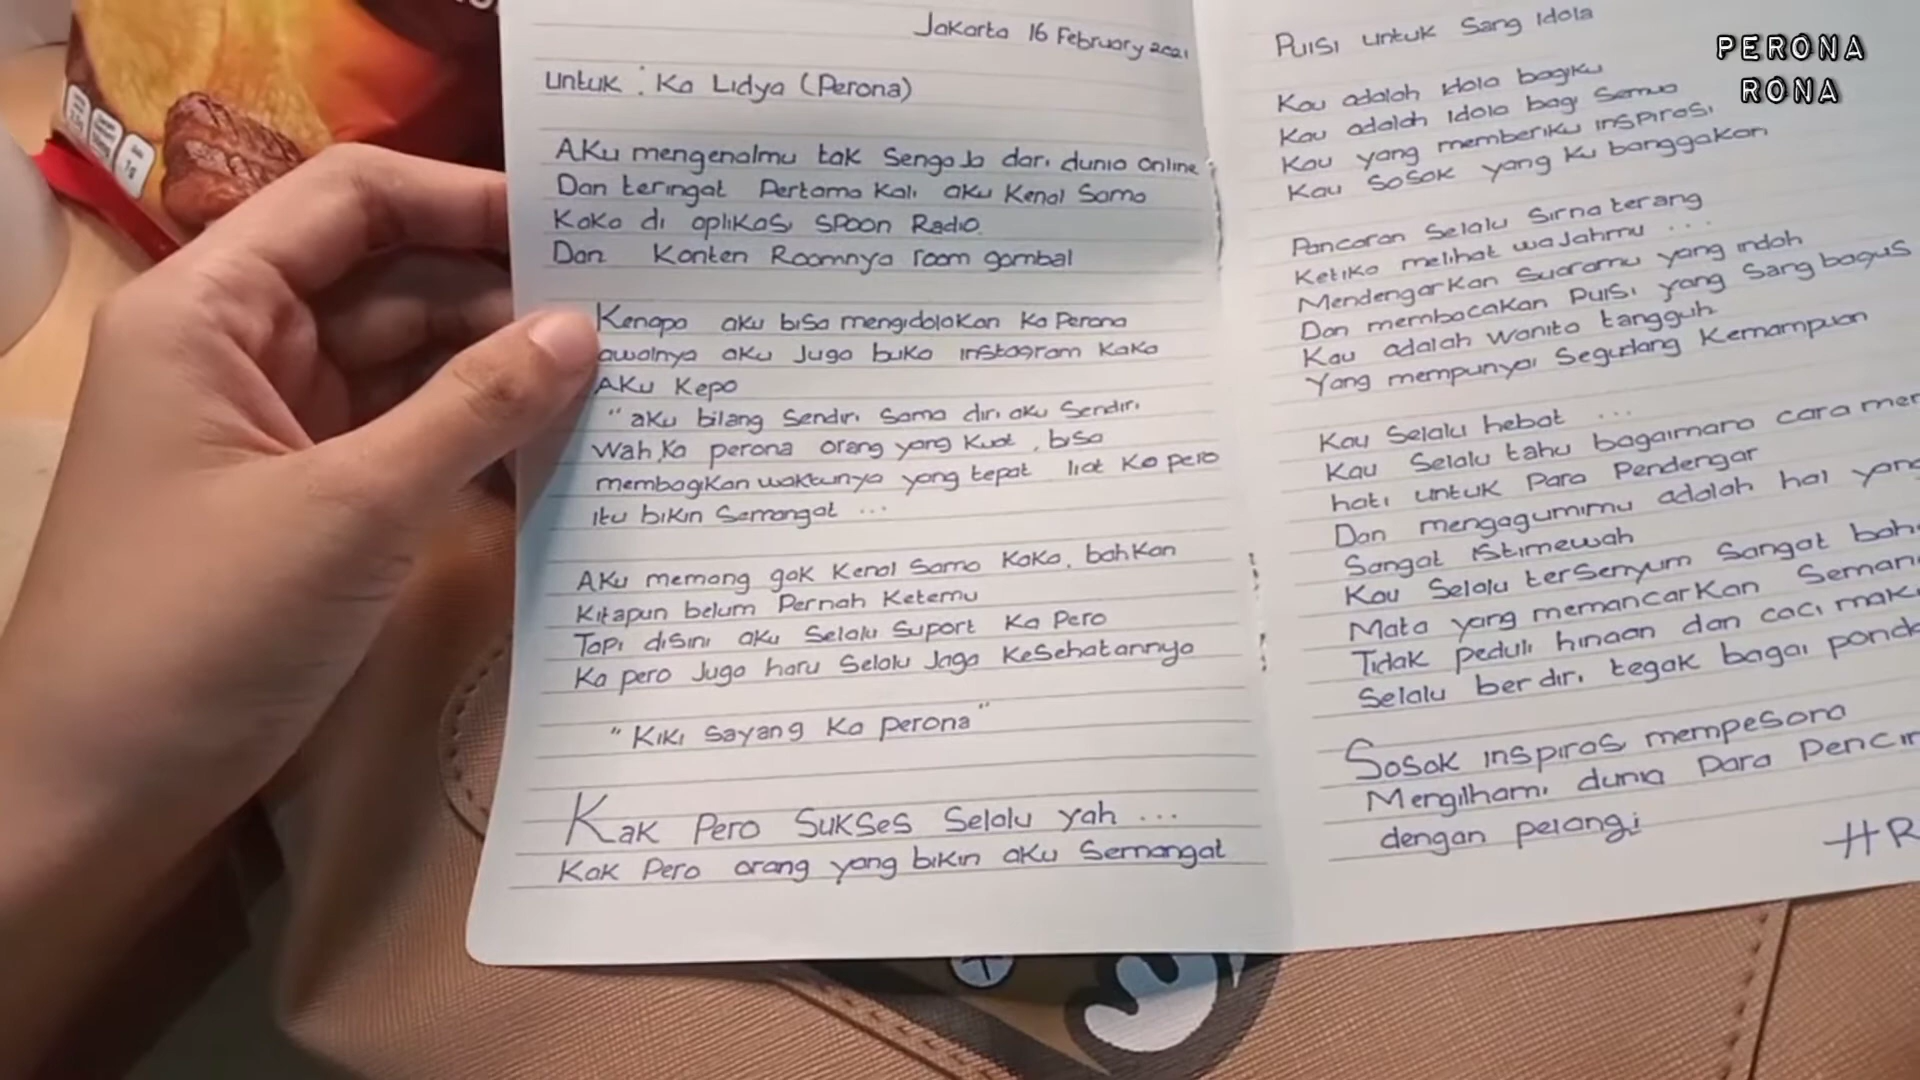 Jakarta 16 February 2021
untuk : Ka Lidya (Perona)
Aku mengenalmu tak sengaja dari dunia online
Dan teringat Pertama kali aku kenal sama
Kaka di aplikasi Spoon Radio.
Dan Konten Roomnya room gombal
Kenapa aku bisa mengidolakan Ka Perona
awalnya aku Juga buka instagram kaka
Aku Kepo
"aku bilang sendiri sama diri aku sendiri
Wah Ka perona orang yang kuat, bisa
membagikan waktunya yang tepat liat Ka pero
itu bikin semangat ...
Aku memang gak kenal sama kaka, bahkan
Kitapun belum Pernah Ketemu
Tapi disini aku selalu suport Ka Pero
Ka pero Juga haru selalu Jaga Kesehatannya
"Kiki sayang Ka perona"
Kak Pero Sukses Selalu yah ...
Kak Pero orang yang bikin aku semangat
Puisi untuk Sang Idola
Kau adalah idola bagiku
Kau adalah idola bagi semua
Kau yang memberiku inspirasi
Kau sosok yang ku banggakan
Pancaran selalu sirna terang
Ketika melihat wajahmu ...
Mendengarkan suaramu yang indah
Dan membacakan Puisi yang sang bagus
Kau adalah wanita tangguh
Yang mempunyai segudang kemampuan
Kau selalu hebat ...
Kau selalu tahu bagaimana cara mer
hati untuk para Pendengar
Dan mengagumimu adalah hal yang
Sangat istimewah
Kau selalu tersenyum sangat bah
Mata yang memancarkan seman
Tidak peduli hinaan dan caci mak
Selalu berdiri tegak bagai ponda
Sosok inspirasi mempesora
Mengilhami dunia para pencin
dengan pelangi
HR
PERONA
RONA